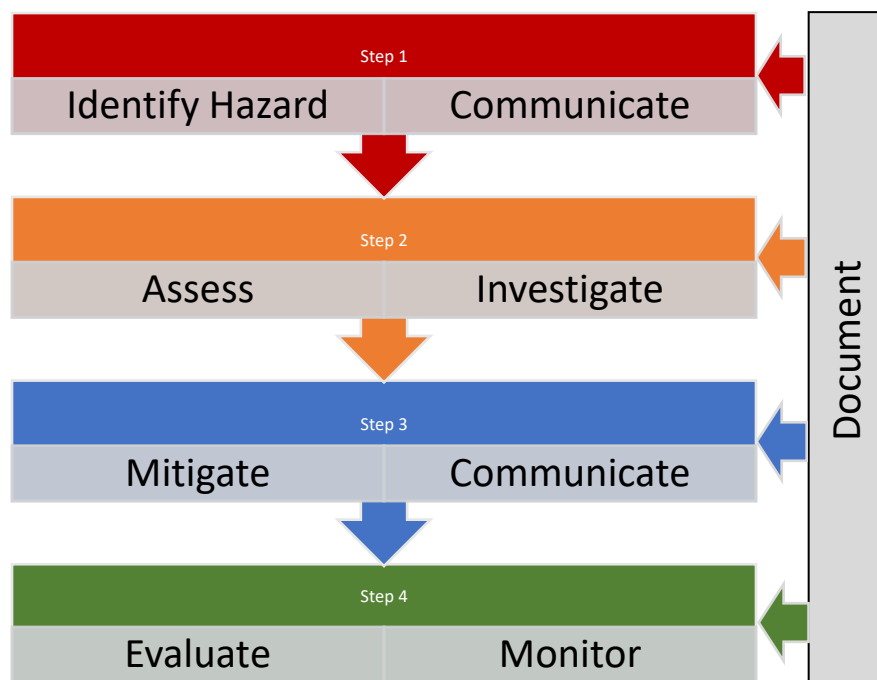 Step 1
Identify Hazard Communicate
Step 2
Assess Investigate
Step 3
Mitigate Communicate
Step 4
Evaluate Monitor
Document